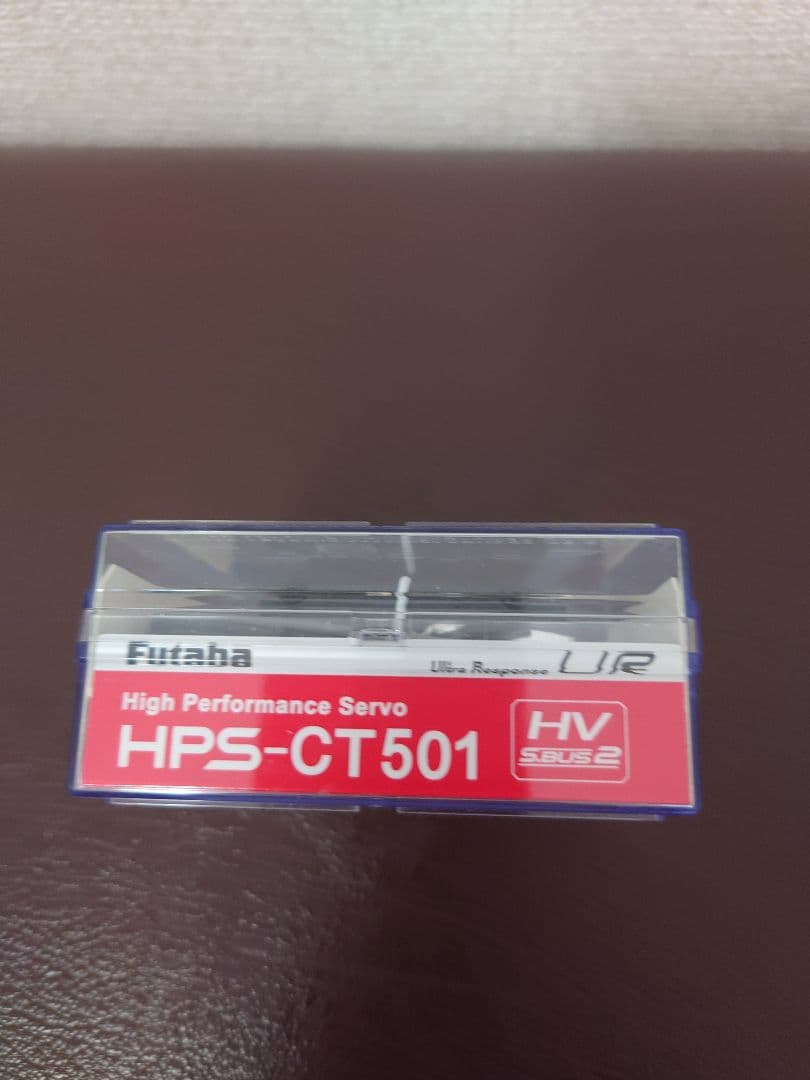 Futaba
Ultra Response UR
High Performance Servo
HPS-CT501
HV
S.BUS2